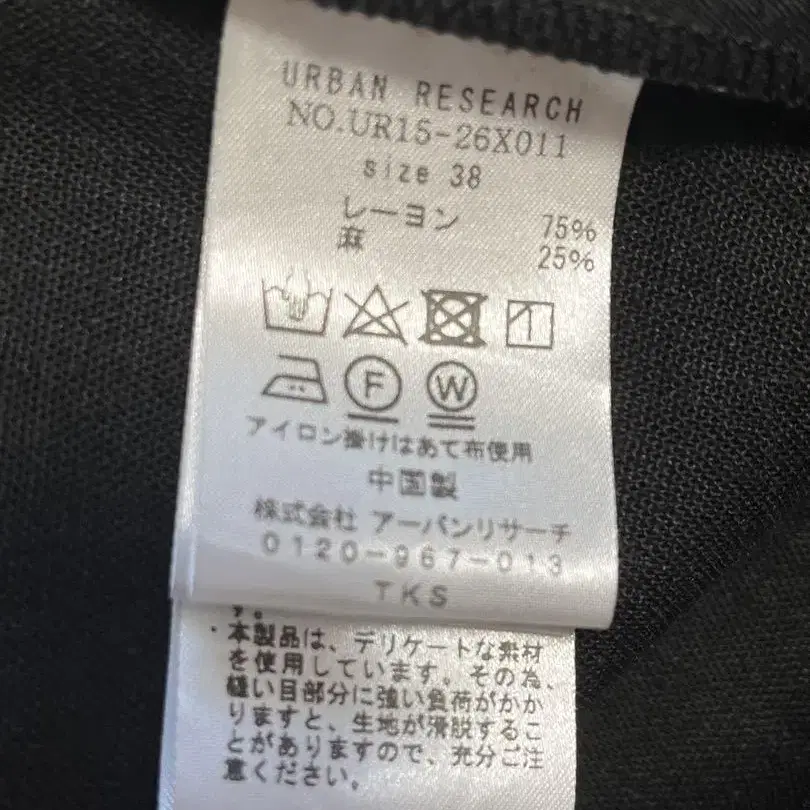 URBAN RESEARCH
NO.UR15-26X011
size 38
レーヨン 75%
麻 25%
F W
アイロン掛けはあて布使用
中国製
株式会社 アーバンリサーチ
0120-967-013
TKS
す。
・本製品は、デリケートな素材
を使用しています。その為、
縫い目部分に強い負荷がかか
りますと、生地が滑脱するこ
とがありますので、充分ご注
意ください。